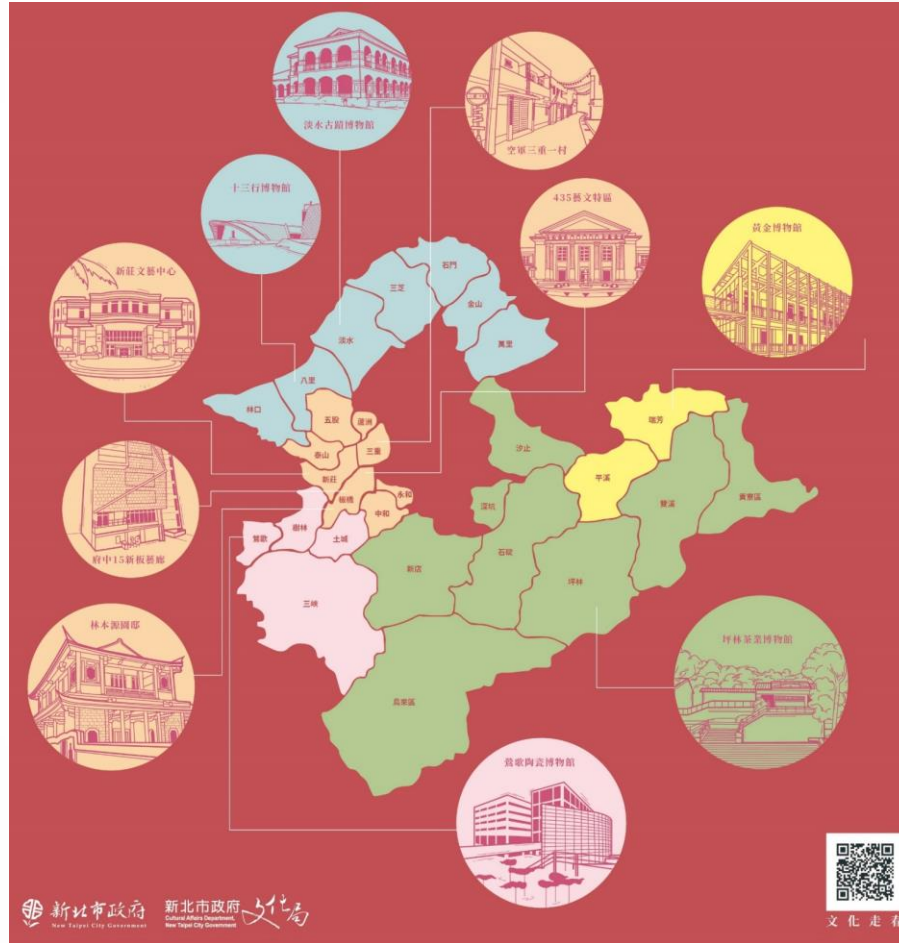 淡水古蹟博物館
空軍三重一村
十三行博物館
435藝文特區
黃金博物館
新莊文藝中心
石門
三芝
金山
淡水
萬里
八里
林口
五股
蘆洲
瑞芳
泰山
三重
汐止
平溪
新莊
雙溪
貢寮區
板橋
永和
深坑
中和
樹林
府中15新板藝廊
鶯歌
土城
石碇
新店
坪林
三峽
林本源園邸
坪林茶業博物館
烏來區
鶯歌陶瓷博物館
新北市政府
New Taipei City Government
新北市政府
Cultural Affairs Department,
New Taipei City Government
文化局
文化走春